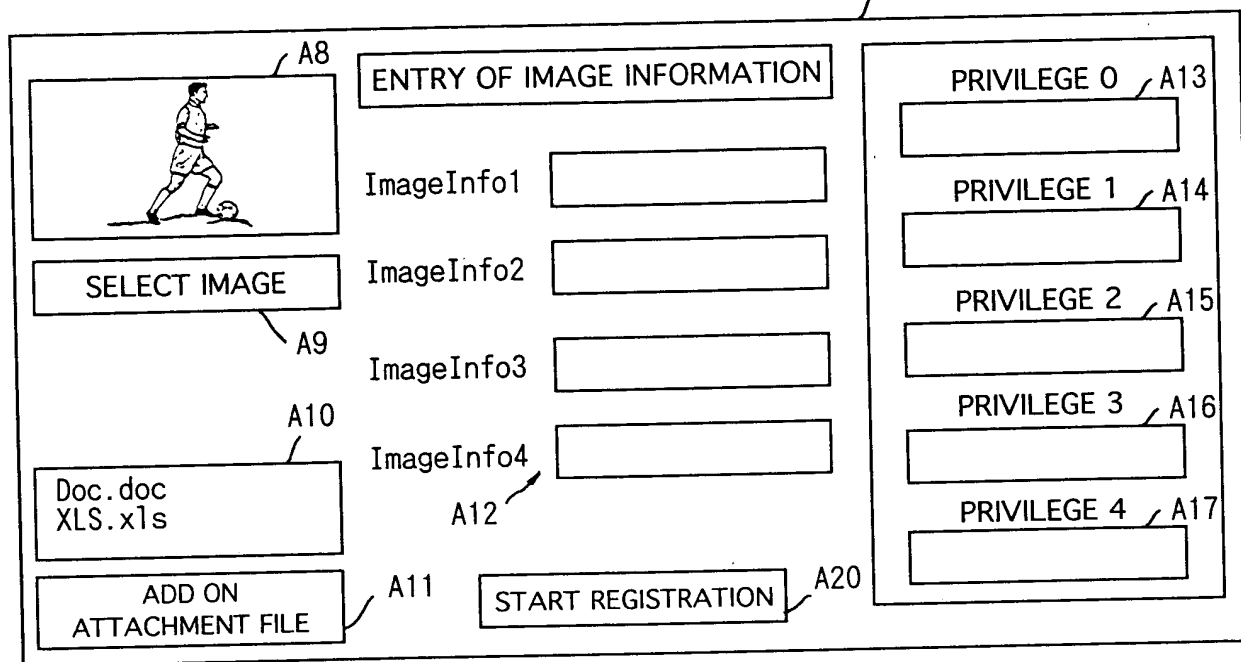 A8
SELECT IMAGE
A9
A10
Doc.doc
XLS.xls
ADD ON
ATTACHMENT FILE
A11
ENTRY OF IMAGE INFORMATION
ImageInfo1
ImageInfo2
ImageInfo3
ImageInfo4
A12
START REGISTRATION
A20
PRIVILEGE 0
A13
PRIVILEGE 1
A14
PRIVILEGE 2
A15
PRIVILEGE 3
A16
PRIVILEGE 4
A17